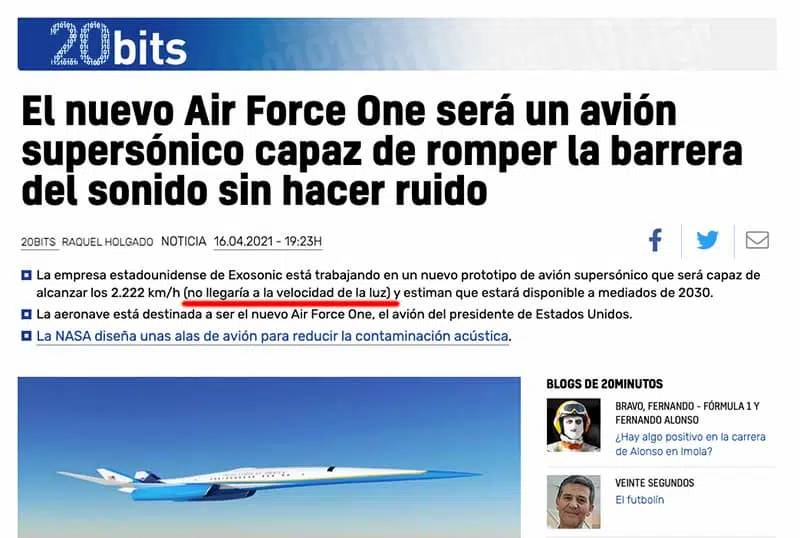 20bits
El nuevo Air Force One será un avión
supersónico capaz de romper la barrera
del sonido sin hacer ruido
20BITS RAQUEL HOLGADO NOTICIA 16.04.2021 - 19:23H
La empresa estadounidense de Exosonic está trabajando en un nuevo prototipo de avión supersónico que será capaz de
alcanzar los 2.222 km/h (no llegaría a la velocidad de la luz) y estiman que estará disponible a mediados de 2030.
La aeronave está destinada a ser el nuevo Air Force One, el avión del presidente de Estados Unidos.
La NASA diseña unas alas de avión para reducir la contaminación acústica.
BLOGS DE 20MINUTOS
BRAVO, FERNANDO - FÓRMULA 1 Y
FERNANDO ALONSO
¿Hay algo positivo en la carrera
de Alonso en Imola?
VEINTE SEGUNDOS
El futbolín